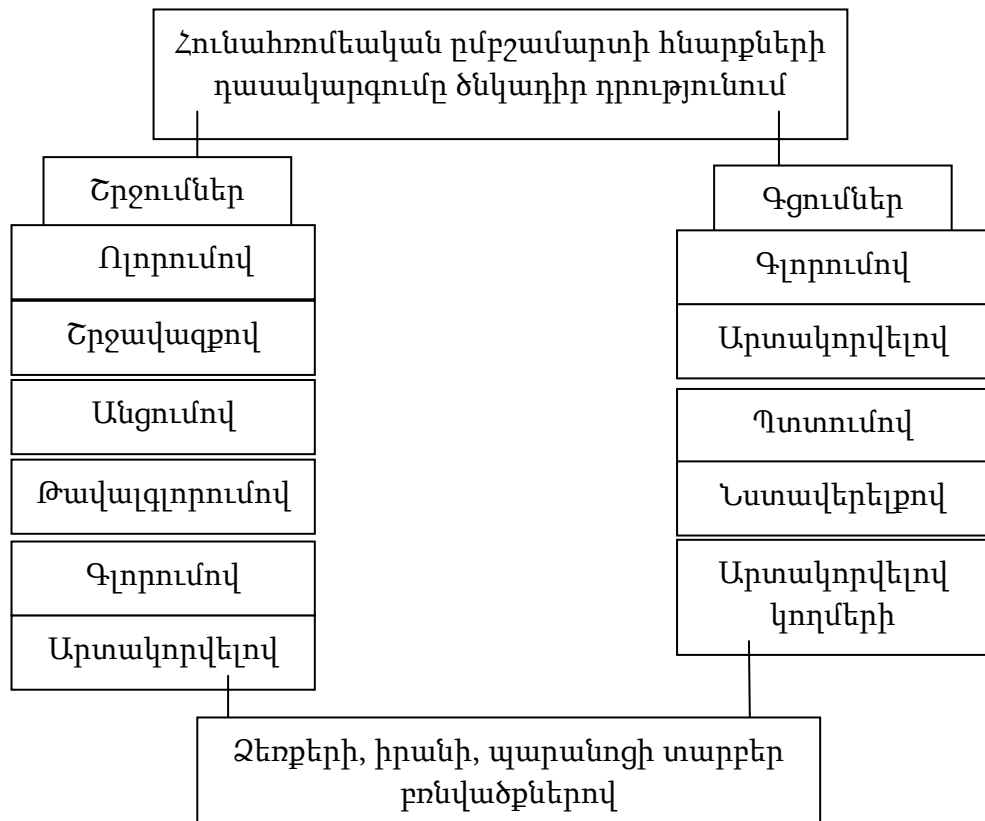 Հունահռոմեական ըմբշամարտի հնարքների
դասակարգումը ծնկադիր դրությունում
Շրջումներ
Ոլորումով
Շրջավազքով
Անցումով
Թավալգլորումով
Գլորումով
Արտակորվելով
Գցումներ
Գլորումով
Արտակորվելով
Պտտումով
Նստավերելքով
Արտակորվելով
կողմերի
Ձեռքերի, իրանի, պարանոցի տարբեր
բռնվածքներով